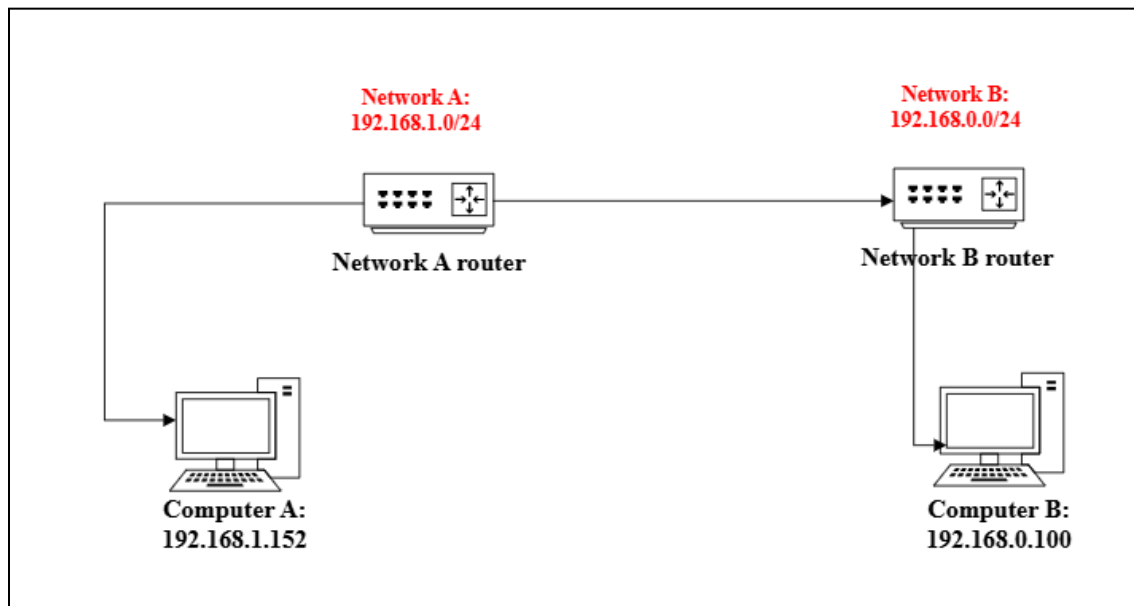 Network A:
192.168.1.0/24
Network B:
192.168.0.0/24
Network A router
Network B router
Computer A:
192.168.1.152
Computer B:
192.168.0.100